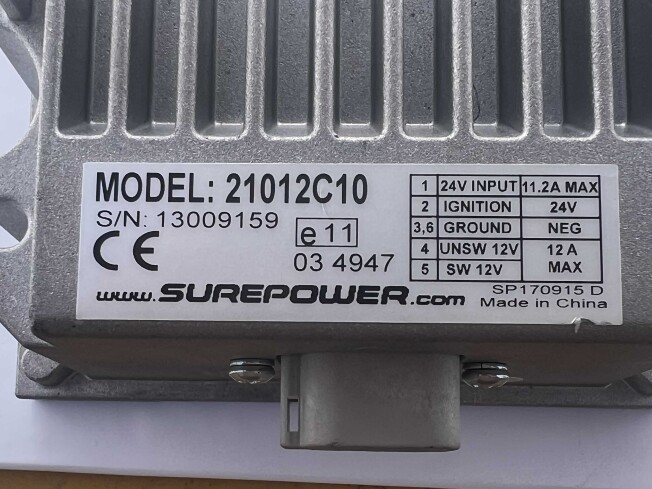 MODEL: 21012C10
S/N: 13009159
CE
e 11
03 4947
www.SUREPOWER.com
1 24V INPUT 11.2A MAX
2 IGNITION 24V
3,6 GROUND NEG
4 UNSW 12V 12 A
5 SW 12V MAX
SP170915 D
Made in China